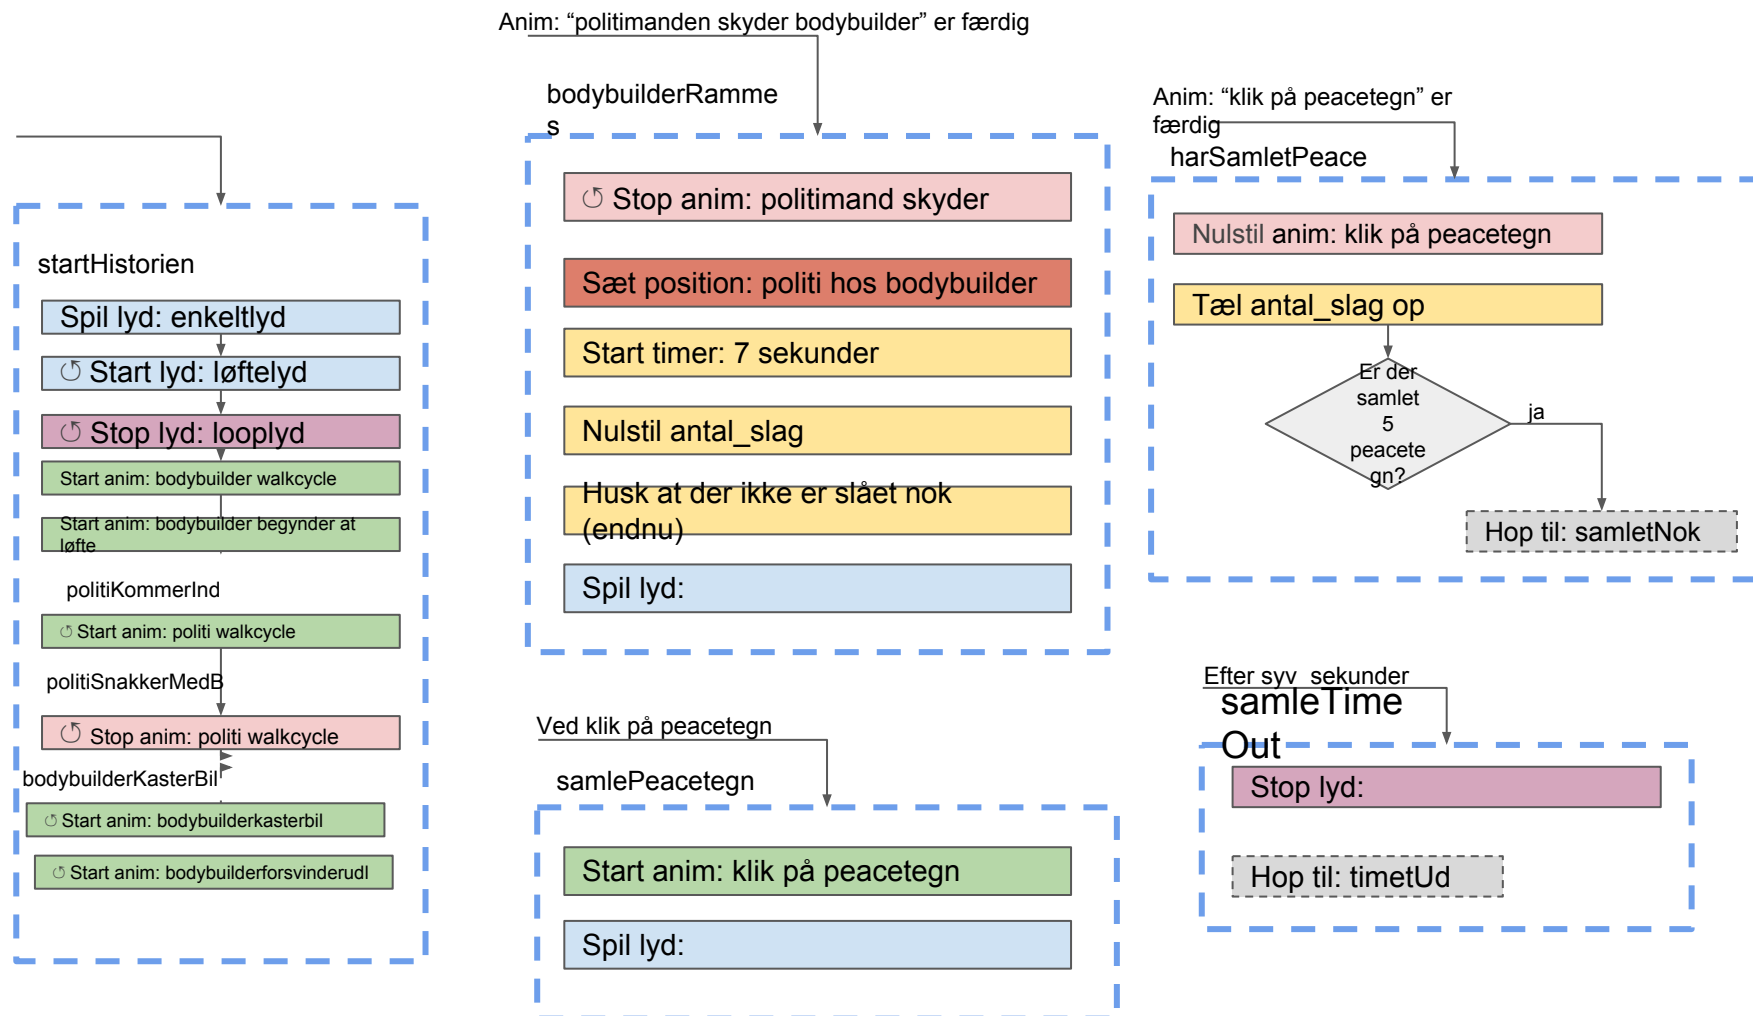 Anim: “politimanden skyder bodybuilder” er færdig
startHistorien
Spil lyd: enkeltlyd
Start lyd: løftelyd
Stop lyd: looplyd
Start anim: bodybuilder walkcycle
Start anim: bodybuilder begynder at
løfte
politiKommerInd
Start anim: politi walkcycle
politiSnakkerMedB
Stop anim: politi walkcycle
bodybuilderKasterBil
Start anim: bodybuilderkasterbil
Start anim: bodybuilderforsvinderudl
bodybuilderRamme
s
Stop anim: politimand skyder
Sæt position: politi hos bodybuilder
Start timer: 7 sekunder
Nulstil antal_slag
Husk at der ikke er slået nok
(endnu)
Spil lyd:
Ved klik på peacetegn
samlePeacetegn
Start anim: klik på peacetegn
Spil lyd:
Anim: “klik på peacetegn” er
færdig
harSamletPeace
Nulstil anim: klik på peacetegn
Tæl antal_slag op
Er der
samlet
5
peacete
gn?
ja
Hop til: samletNok
Efter syv sekunder
samleTime
Out
Stop lyd:
Hop til: timetUd